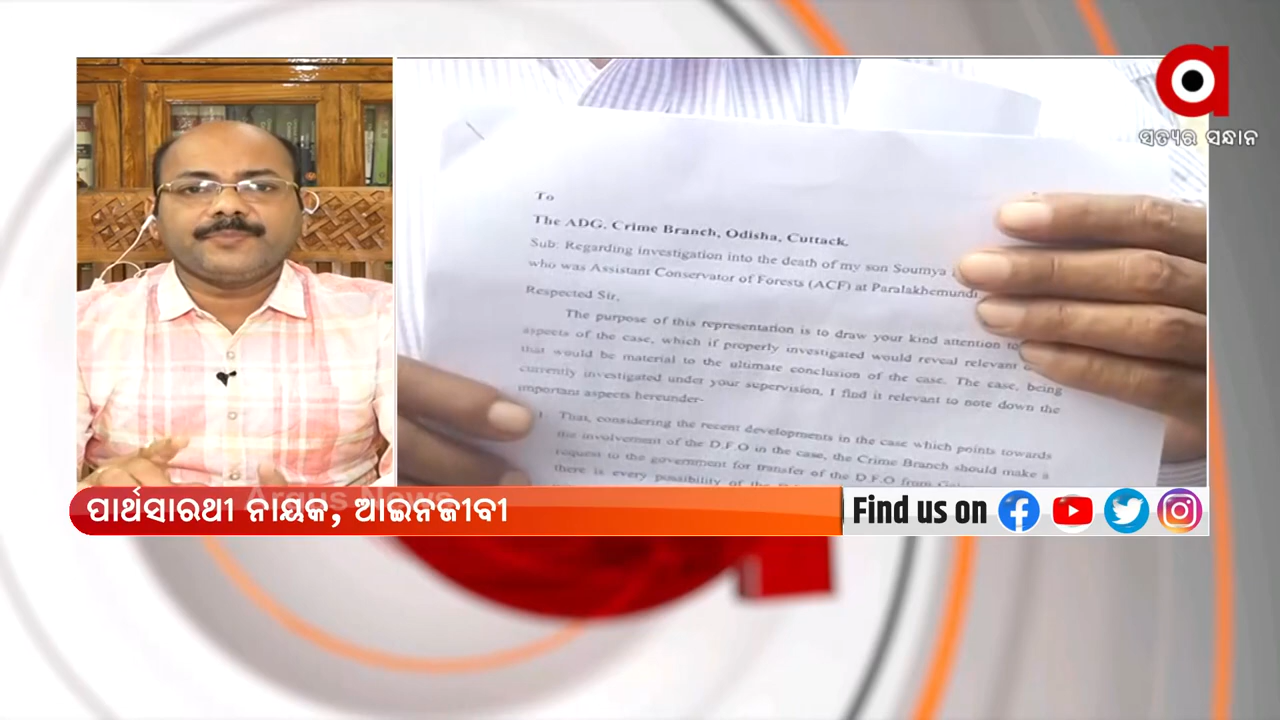 ସତ୍ୟର ସନ୍ଧାନ
To
The ADG, Crime Branch, Odisha, Cuttack.
Sub: Regarding investigation into the death of my son Soumya
who was Assistant Conservator of Forests (ACF) at Paralakhemundi
Respected Sir,
The purpose of this representation is to draw your kind attention to
aspects of the case, which if properly investigated would reveal relevant
that would be material to the ultimate conclusion of the case. The case, being
currently investigated under your supervision, I find it relevant to note down the
important aspects hereunder-
1. That, considering the recent developments in the case which points towards
the involvement of the D.F.O in the case, the Crime Branch should make a
request to the government for transfer of the D.F.O from
there is every possibility of the
Argus News
ପାର୍ଥସାରଥୀ ନାୟକ, ଆଇନଜୀବୀ
Find us on